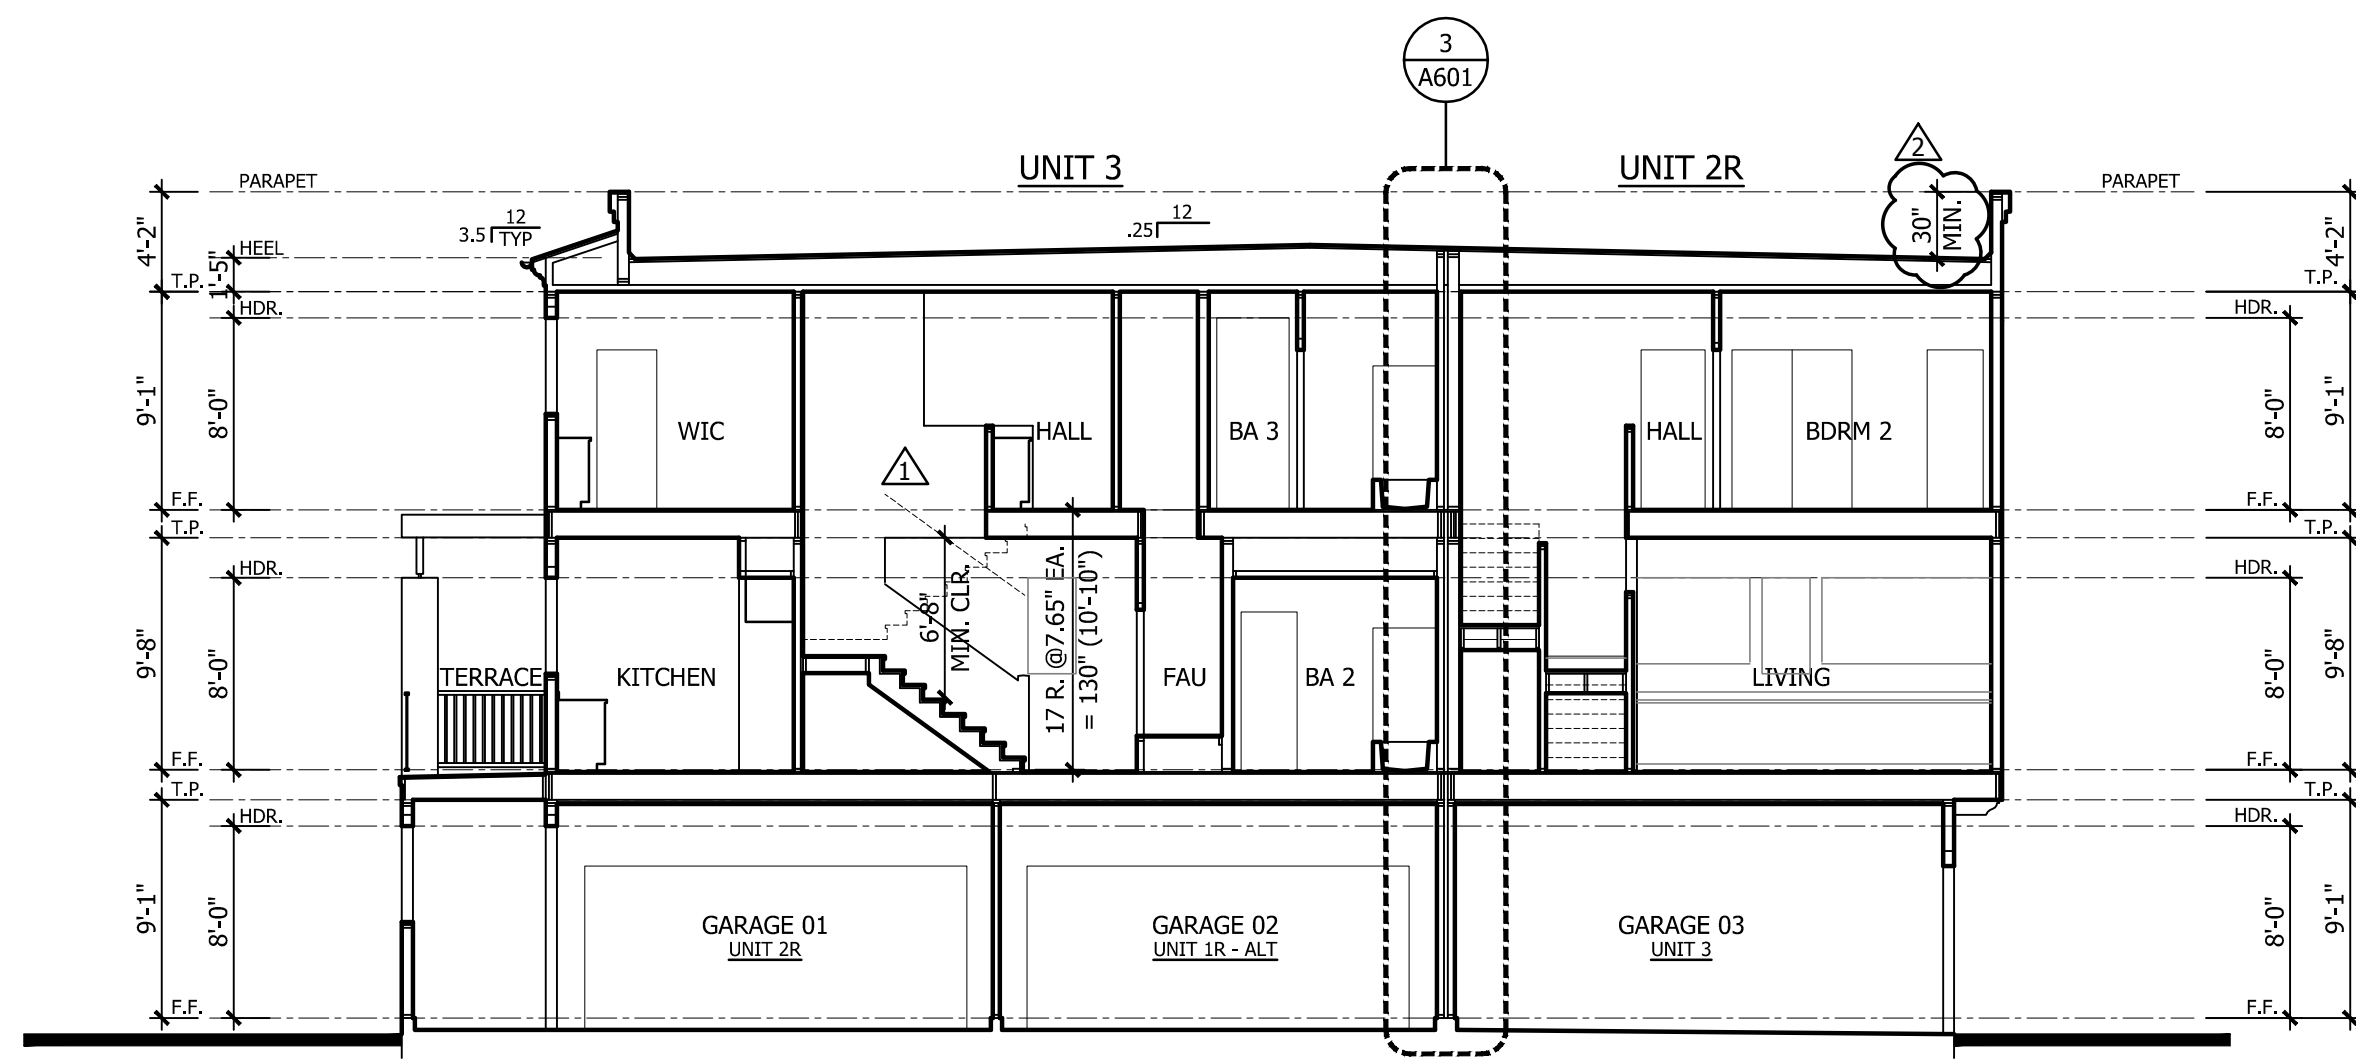 3
A601
UNIT 3
UNIT 2R
2
PARAPET
PARAPET
12
3.5
TYP
12
.25
30"
MIN.
4'-2"
HEEL
1'-5"
T.P.
HDR.
4'-2"
T.P.
HDR.
9'-1"
8'-0"
WIC
HALL
BA 3
HALL
BDRM 2
8'-0"
9'-1"
1
F.F.
T.P.
HDR.
F.F.
T.P.
HDR.
9'-8"
8'-0"
TERRACE
KITCHEN
6'-8"
MIN. CLR.
17 R. @7.65" EA.
= 130" (10'-10")
FAU
BA 2
LIVING
8'-0"
9'-8"
F.F.
T.P.
HDR.
F.F.
T.P.
HDR.
9'-1"
8'-0"
GARAGE 01
UNIT 2R
GARAGE 02
UNIT 1R - ALT
GARAGE 03
UNIT 3
8'-0"
9'-1"
F.F.
F.F.